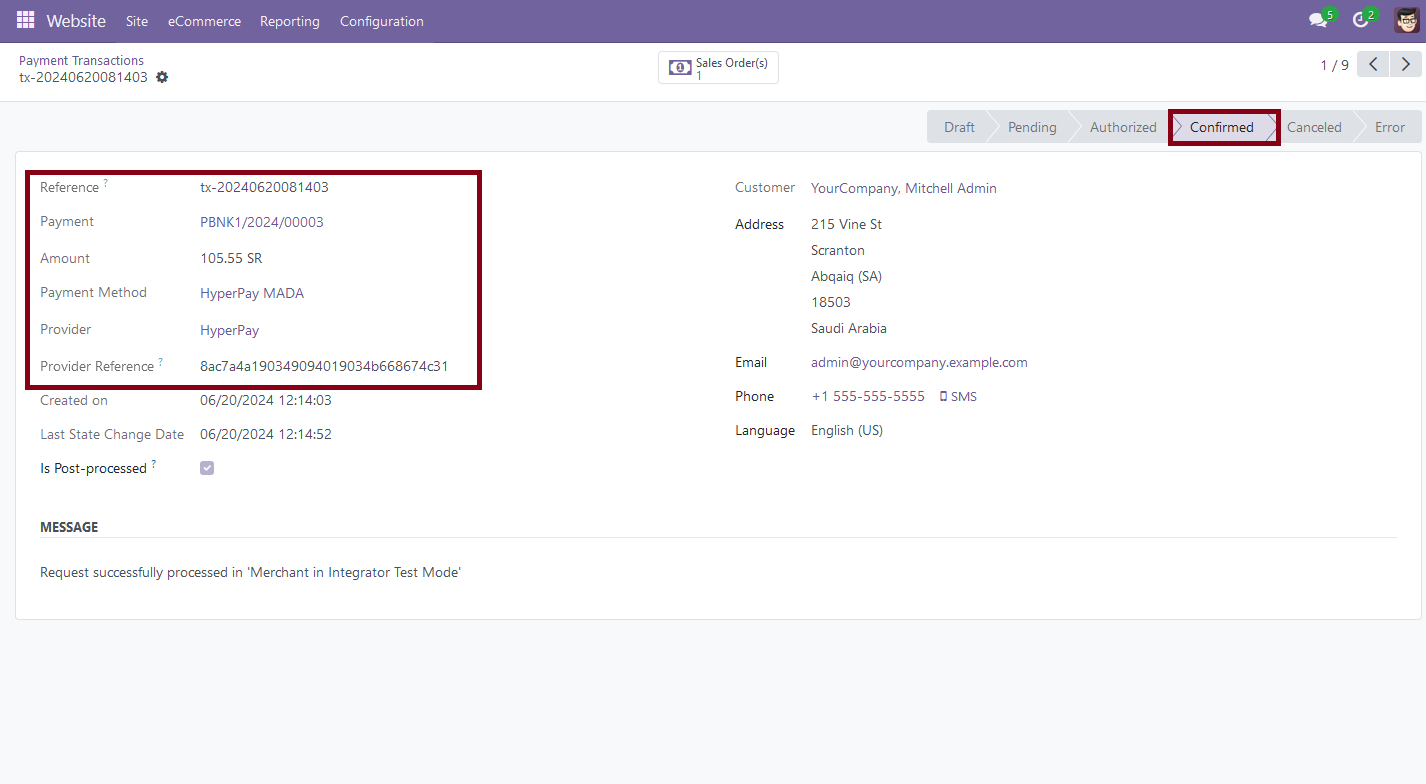 Website Site eCommerce Reporting Configuration 5 2
Payment Transactions
tx-20240620081403
Sales Order(s)
1
1 / 9
Draft Pending Authorized Confirmed Canceled Error
Reference ? tx-20240620081403
Payment PBNK1/2024/00003
Amount 105.55 SR
Payment Method HyperPay MADA
Provider HyperPay
Provider Reference ? 8ac7a4a190349094019034b668674c31
Created on 06/20/2024 12:14:03
Last State Change Date 06/20/2024 12:14:52
Is Post-processed ?
Customer YourCompany, Mitchell Admin
Address 215 Vine St
Scranton
Abqaiq (SA)
18503
Saudi Arabia
Email admin@yourcompany.example.com
Phone +1 555-555-5555 SMS
Language English (US)
MESSAGE
Request successfully processed in 'Merchant in Integrator Test Mode'